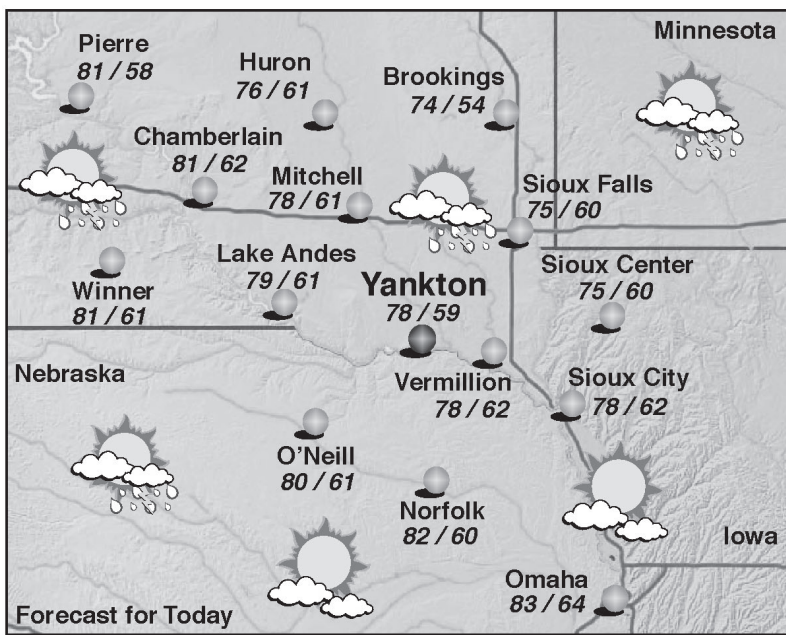 Minnesota
Pierre
81 / 58
Huron
76 / 61
Brookings
74 / 54
Chamberlain
81 / 62
Mitchell
78 / 61
Sioux Falls
75 / 60
Lake Andes
79 / 61
Yankton
78 / 59
Sioux Center
75 / 60
Winner
81 / 61
Nebraska
Vermillion
78 / 62
Sioux City
78 / 62
O'Neill
80 / 61
Norfolk
82 / 60
Iowa
Omaha
83 / 64
Forecast for Today